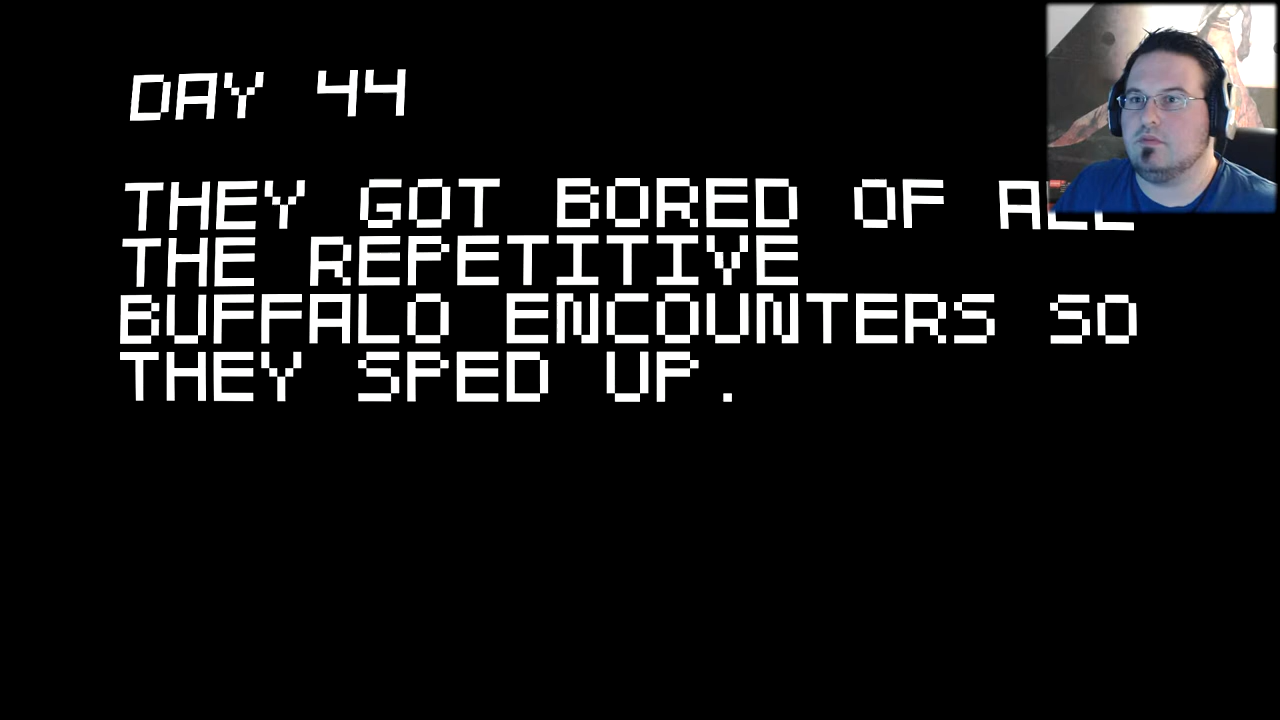 DAY 44
THEY GOT BORED OF ALL
THE REPETITIVE
BUFFALO ENCOUNTERS SO
THEY SPED UP.